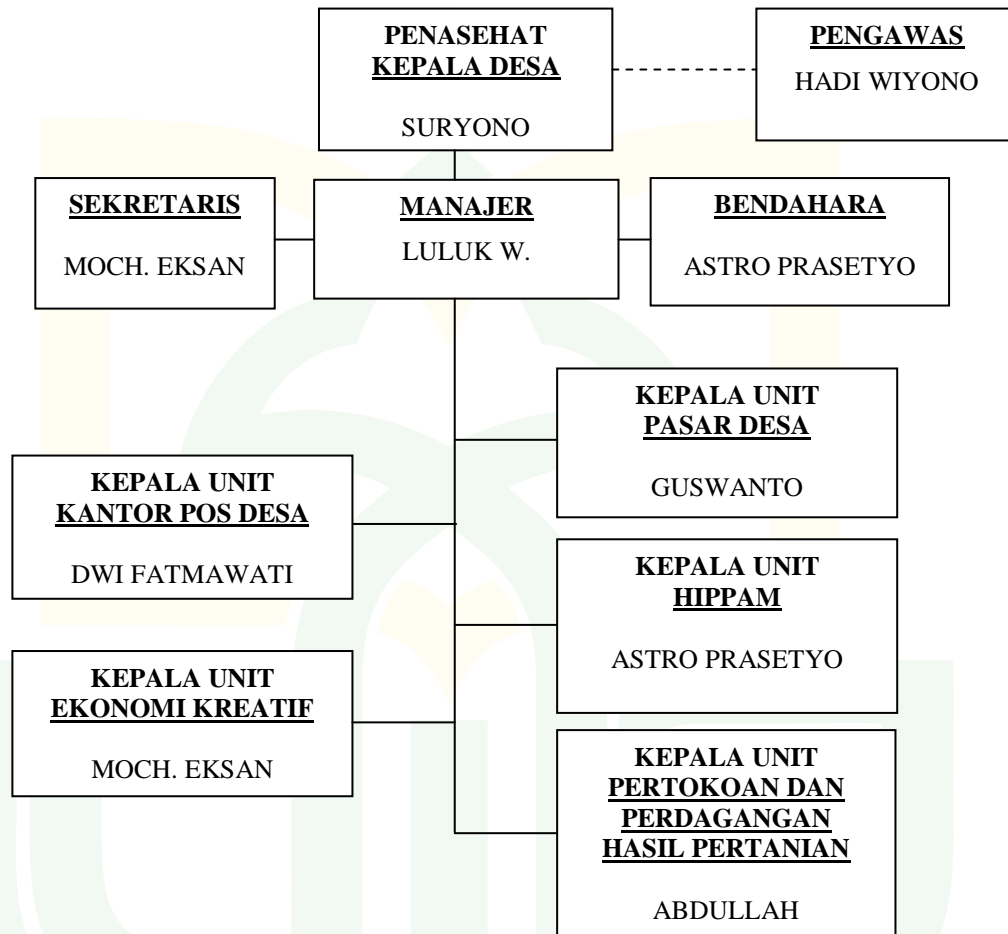 PENASEHAT
KEPALA DESA
SURYONO
PENGAWAS
HADI WIYONO
SEKRETARIS
MOCH. EKSAN
MANAJER
LULUK W.
BENDAHARA
ASTRO PRASETYO
KEPALA UNIT
PASAR DESA
GUSWANTO
KEPALA UNIT
KANTOR POS DESA
DWI FATMAWATI
KEPALA UNIT
HIPPAM
ASTRO PRASETYO
KEPALA UNIT
EKONOMI KREATIF
MOCH. EKSAN
KEPALA UNIT
PERTOKOAN DAN
PERDAGANGAN
HASIL PERTANIAN
ABDULLAH